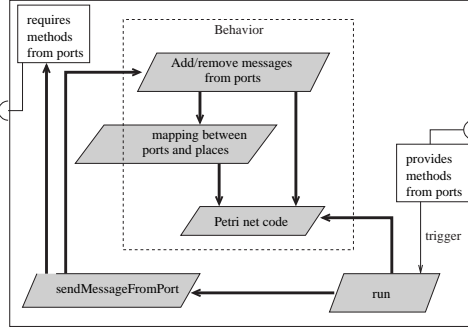 requires
methods
from ports
Behavior
Add/remove messages
from ports
mapping between
ports and places
provides
methods
from ports
Petri net code
trigger
sendMessageFromPort
run